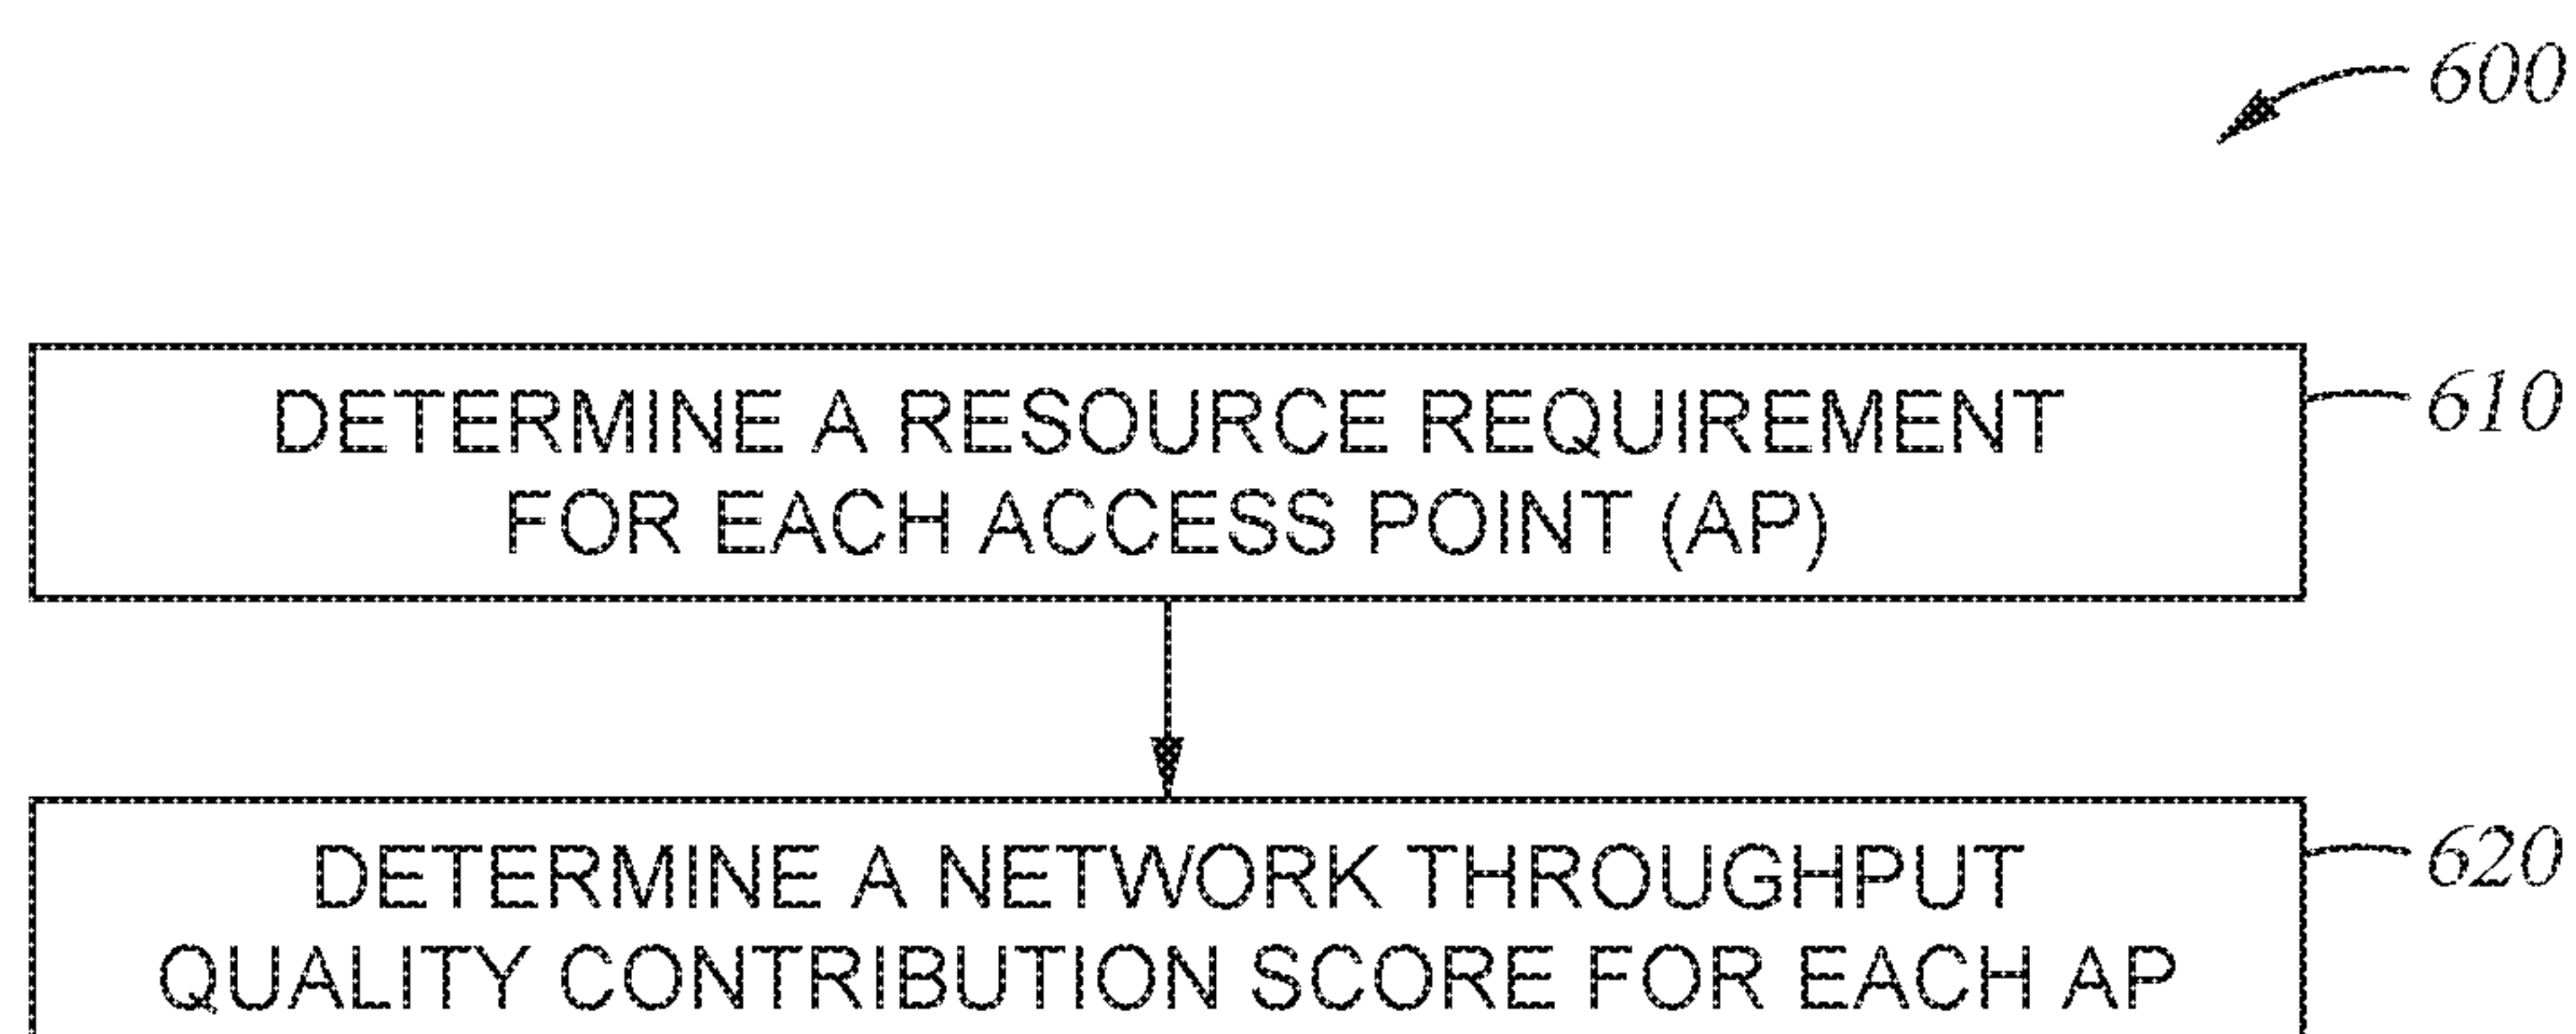 600
DETERMINE A RESOURCE REQUIREMENT
FOR EACH ACCESS POINT (AP)
610
DETERMINE A NETWORK THROUGHPUT
QUALITY CONTRIBUTION SCORE FOR EACH AP
620